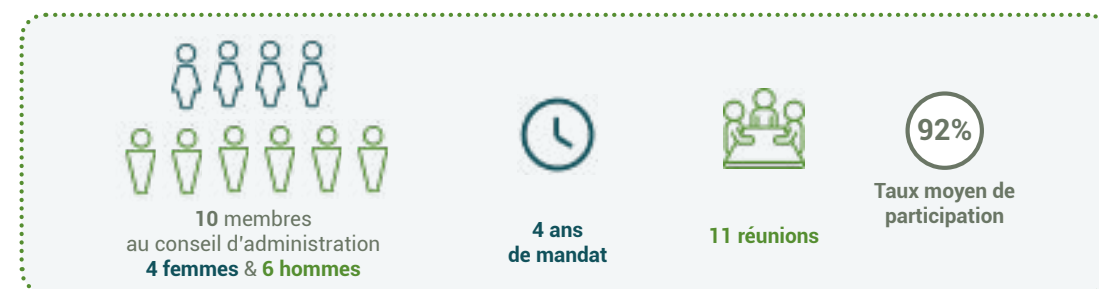 10 membres
au conseil d'administration
4 femmes & 6 hommes
4 ans
de mandat
11 réunions
92%
Taux moyen de
participation